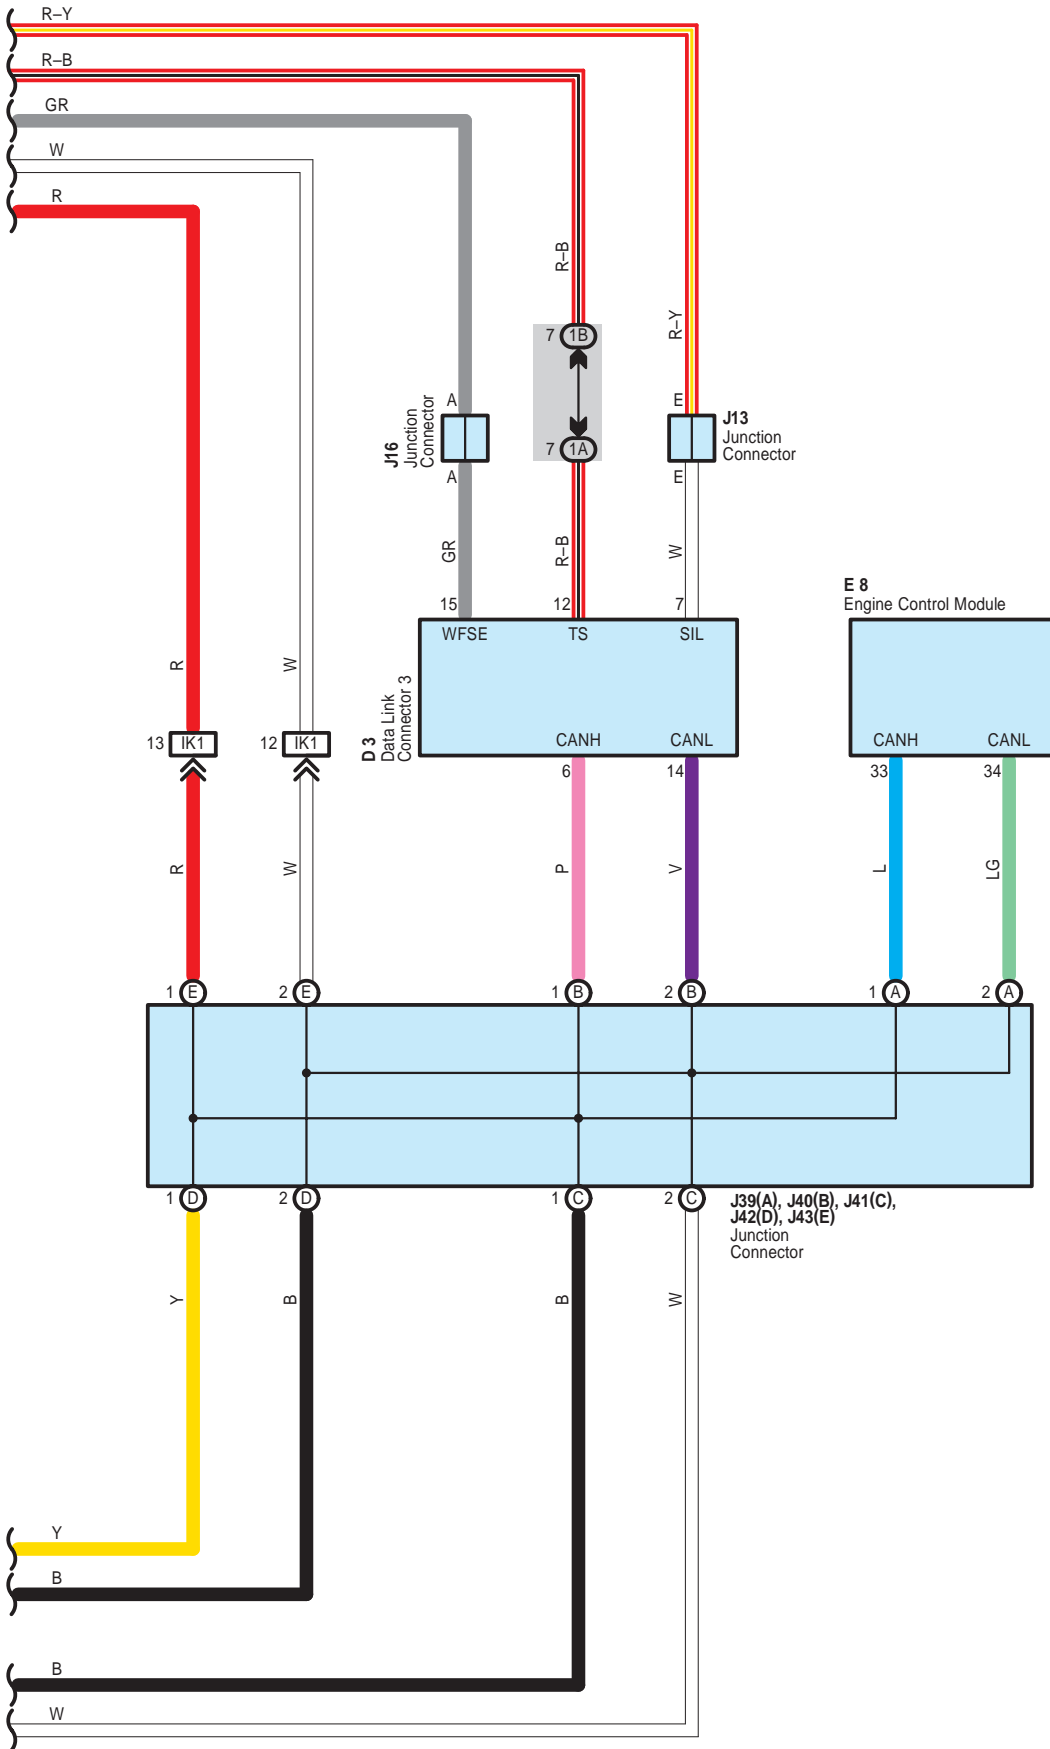 R–Y
R–B
GR
W
R
R–B
R–Y
7 1B
A
E
J16
Junction
Connector
J13
Junction
Connector
7 1A
A
E
GR
R–B
W
E 8
Engine Control Module
15
12
7
WFSE
TS
SIL
R
W
D 3
Data Link
Connector 3
13 IK1
12 IK1
CANH
CANL
CANH
CANL
6
14
33
34
R
W
P
V
L
LG
1 E
2 E
1 B
2 B
1 A
2 A
1 D
2 D
1 C
2 C
J39(A), J40(B), J41(C),
J42(D), J43(E)
Junction
Connector
Y
B
B
W
Y
B
B
W